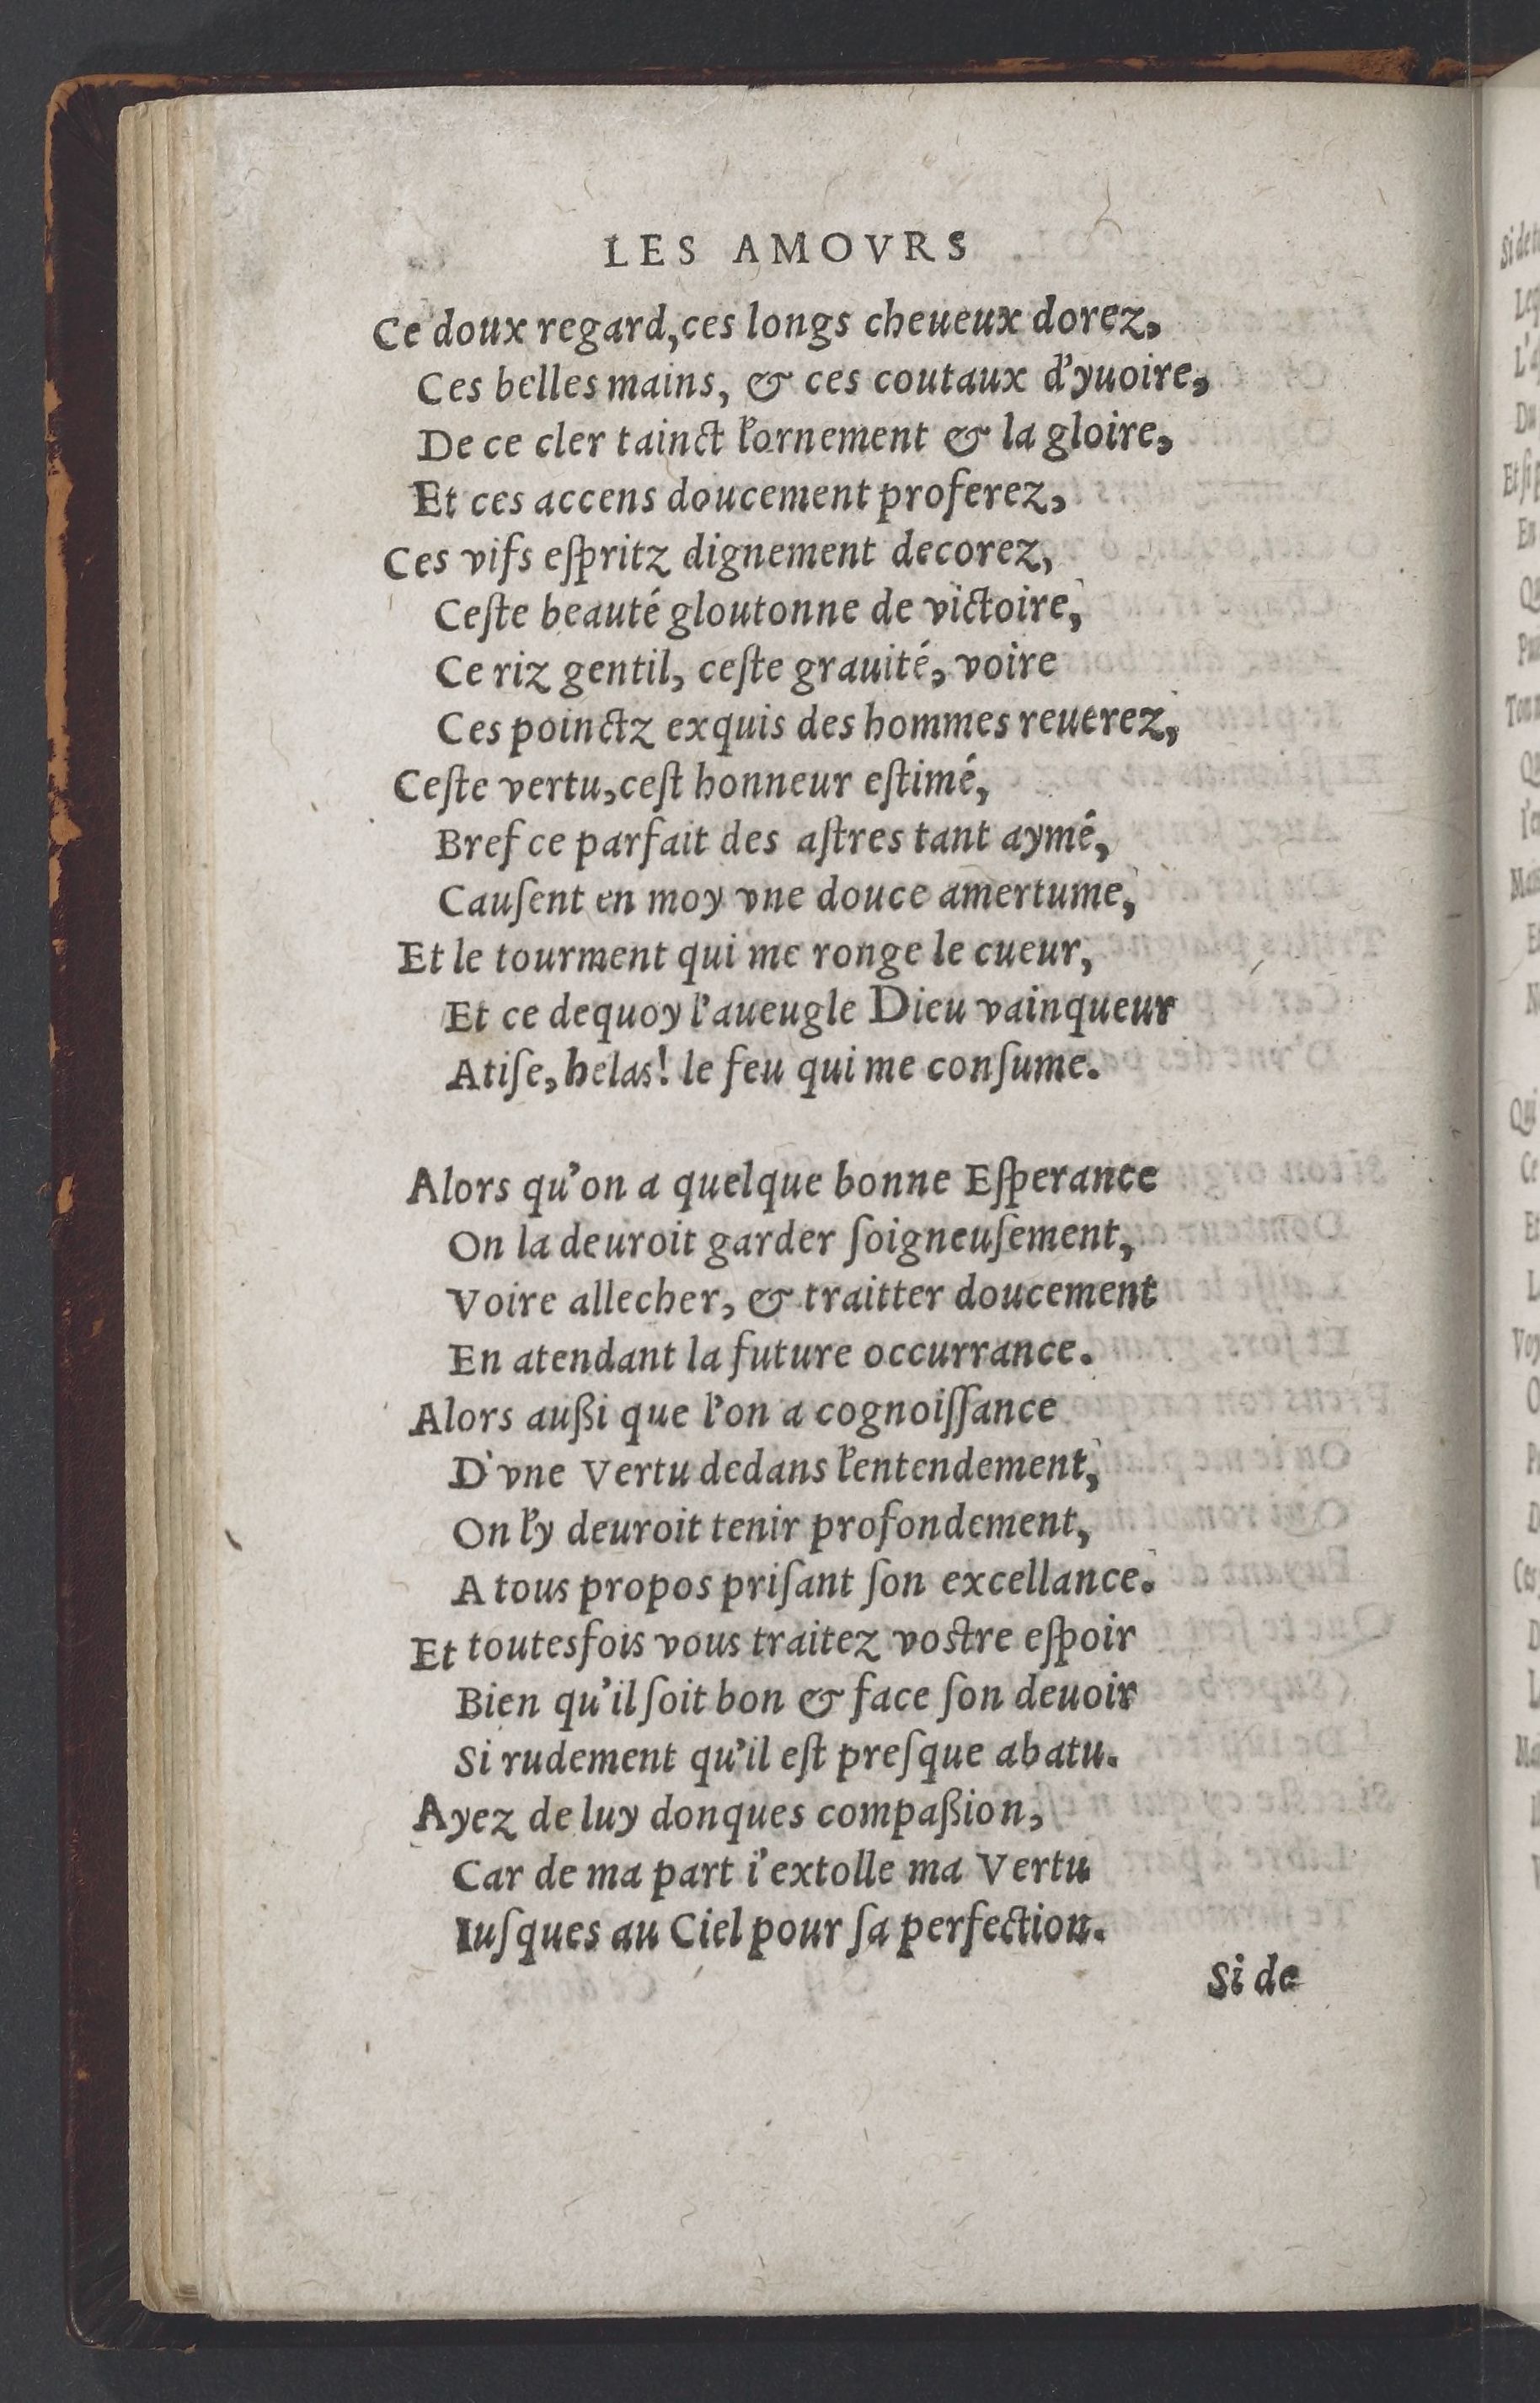 LES AMOVRS
Ce doux regard, ces longs cheueux dorez,
Ces belles mains, & ces coutaux d'yuoire,
De ce cler tainct l'ornement & la gloire,
Et ces accens doucement proferez,
Ces vifs eſpritz dignement decorez,
Ceſte beauté gloutonne de victoire,
Ce riz gentil, ceſte grauité, voire
Ces poinctz exquis des hommes reuerez,
Ceſte vertu, ceſt honneur eſtimé,
Bref ce parfait des aſtres tant aymé,
Cauſent en moy vne douce amertume,
Et le tourment qui me ronge le cueur,
Et ce dequoy l'aueugle Dieu vainqueur
Atiſe, helas! le feu qui me conſume.
Alors qu'on a quelque bonne Eſperance
On la deuroit garder ſoigneuſement,
Voire allecher, & traitter doucement
En atendant la future occurrance.
Alors außi que l'on a cognoiſſance
D'vne Vertu dedans l'entendement,
On l'y deuroit tenir profondement,
A tous propos priſant ſon excellance.
Et toutesfois vous traitez vostre eſpoir
Bien qu'il ſoit bon & face ſon deuoir
Si rudement qu'il eſt preſque abatu.
Ayez de luy donques compaßion,
Car de ma part i'extolle ma Vertu
Iuſques au Ciel pour ſa perfection.
Si de